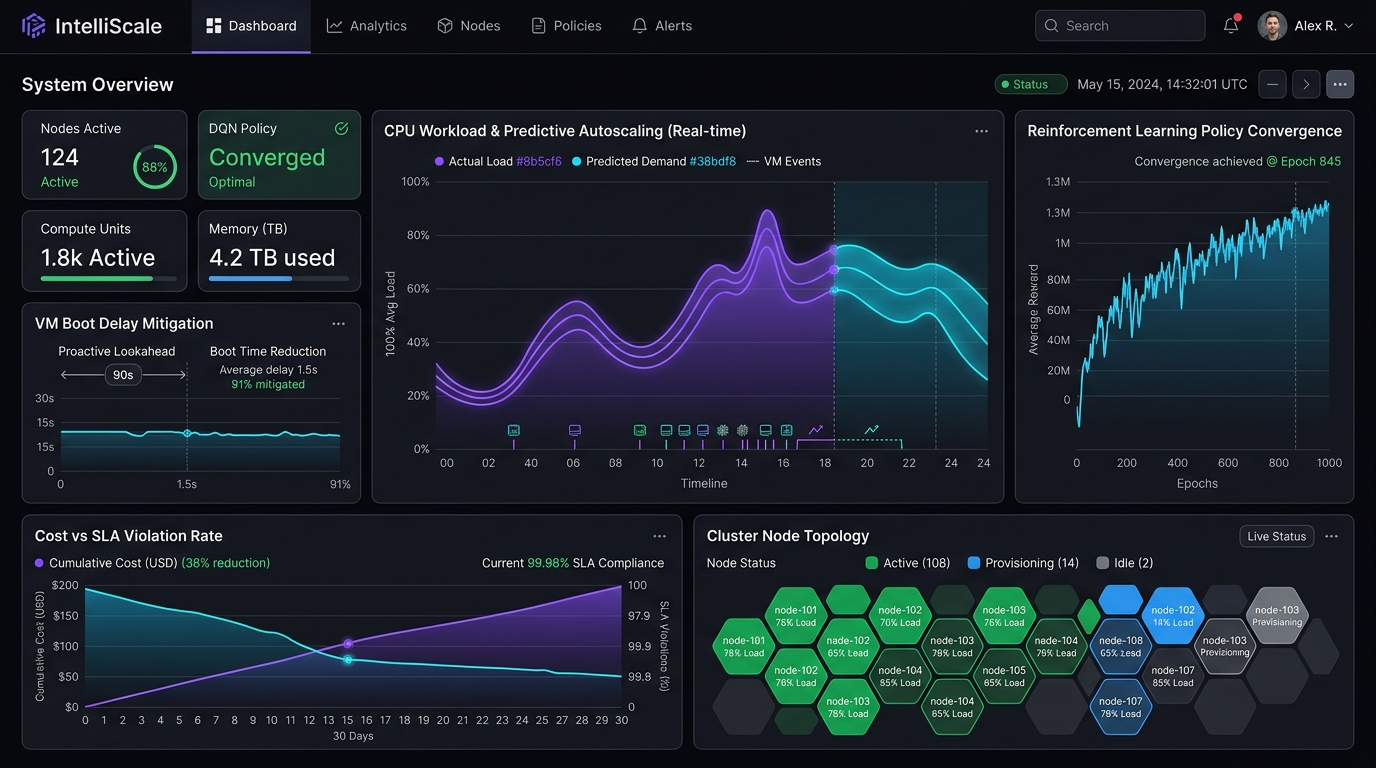 IntelliScale
Dashboard
Analytics
Nodes
Policies
Alerts
Search
Alex R.
System Overview
Status
May 15, 2024, 14:32:01 UTC
Nodes Active
124
Active
88%
DQN Policy
Converged
Optimal
Compute Units
1.8k Active
Memory (TB)
4.2 TB used
VM Boot Delay Mitigation
Proactive Lookahead
90s
Boot Time Reduction
Average delay 1.5s
91% mitigated
30s
15s
15s
0
0 1.5s 91%
CPU Workload & Predictive Autoscaling (Real-time)
Actual Load #8b5cf6 Predicted Demand #38bdf8 VM Events
100%
80%
60%
40%
20%
0%
100% Avg Load
00 02 40 06 08 10 12 14 16 18 20 22 24 24
Timeline
Reinforcement Learning Policy Convergence
Convergence achieved @ Epoch 845
1.3M
1.3M
1M
80M
60M
40M
20M
0
Average Reward
0 200 400 600 800 1000
Epochs
Cost vs SLA Violation Rate
Cumulative Cost (USD) (38% reduction)
Current 99.98% SLA Compliance
$200
$150
$100
$50
$0
Cumulative Cost (USD)
100
97.9
99.9
99.8
0
SLA Violations (%)
0 1 2 3 4 5 6 7 8 9 10 11 12 13 15 16 17 18 19 20 21 22 23 24 25 26 27 28 29 30
30 Days
Cluster Node Topology
Live Status
Node Status
Active (108)
Provisioning (14)
Idle (2)
node-101
78% Load
node-101
76% Load
node-102
76% Load
node-102
65% Load
node-103
78% Load
node-102
70% Load
node-104
65% Load
node-103
79% Load
node-104
65% Load
node-103
76% Load
node-105
65% Load
node-104
79% Load
node-108
node-107
78% Load
node-102
node-107
85% Load
node-103
node-103